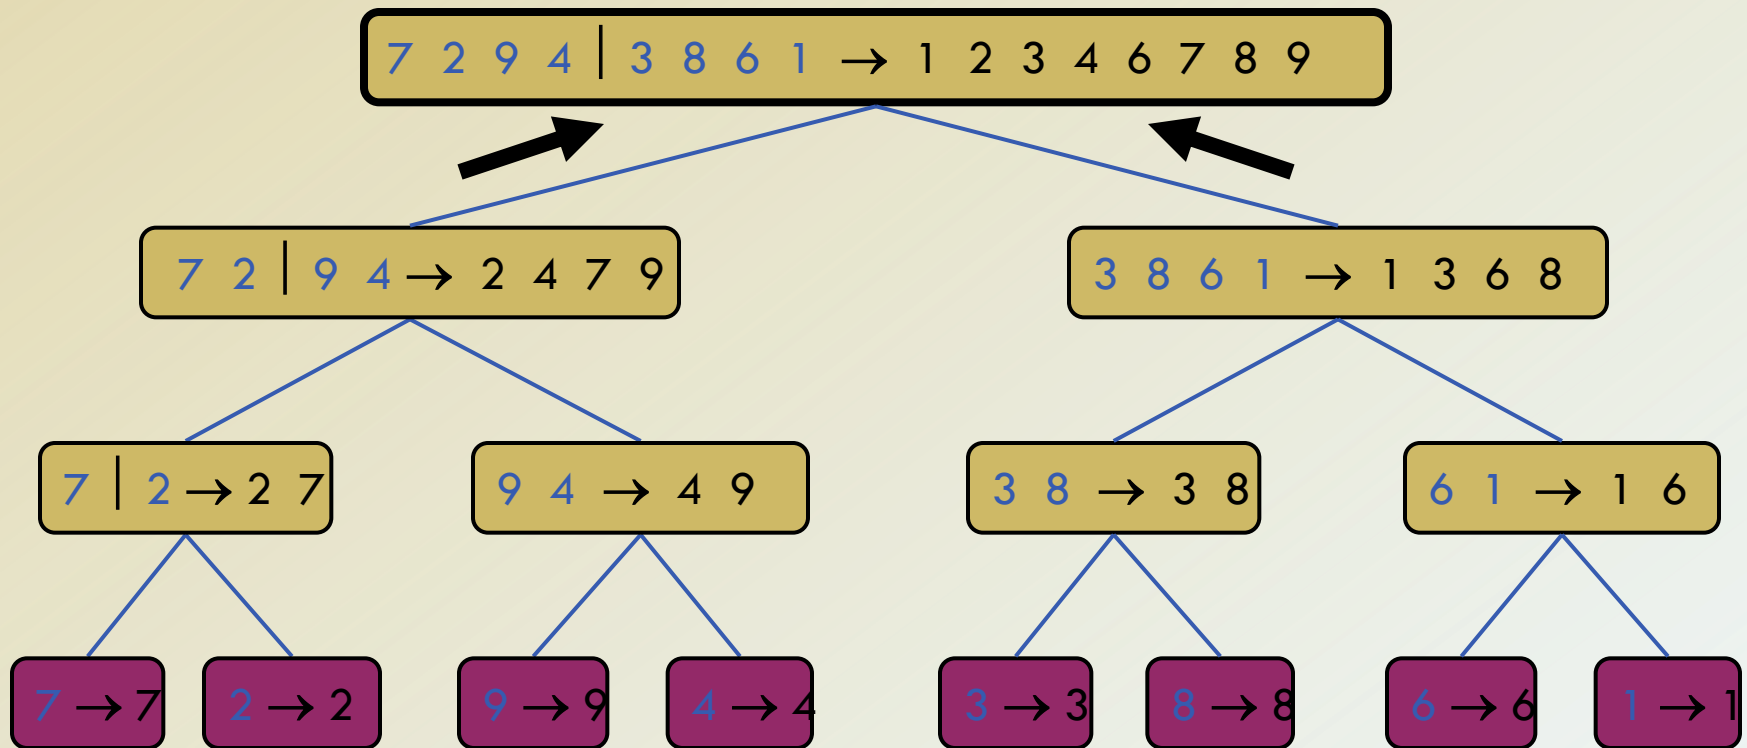 7 2 9 4 | 3 8 6 1 → 1 2 3 4 6 7 8 9
7 2 | 9 4 → 2 4 7 9
3 8 6 1 → 1 3 6 8
7 | 2 → 2 7
9 4 → 4 9
3 8 → 3 8
6 1 → 1 6
7 → 7
2 → 2
9 → 9
4 → 4
3 → 3
8 → 8
6 → 6
1 → 1